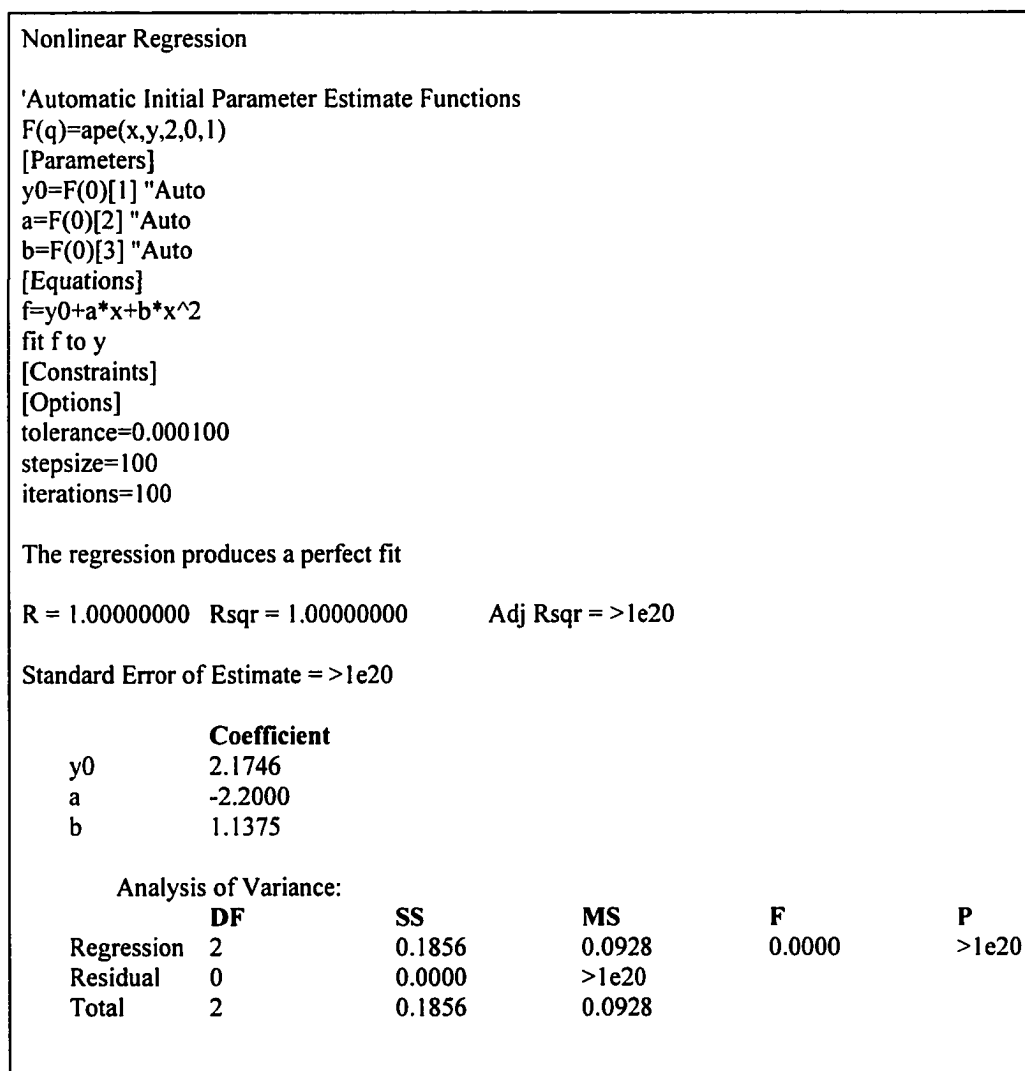 Nonlinear Regression
'Automatic Initial Parameter Estimate Functions
F(q)=ape(x,y,2,0,1)
[Parameters]
y0=F(0)[1] "Auto
a=F(0)[2] "Auto
b=F(0)[3] "Auto
[Equations]
f=y0+a*x+b*x^2
fit f to y
[Constraints]
[Options]
tolerance=0.000100
stepsize=100
iterations=100
The regression produces a perfect fit
R = 1.00000000 Rsqr = 1.00000000 Adj Rsqr = >1e20
Standard Error of Estimate = >1e20
Coefficient
y0 2.1746
a -2.2000
b 1.1375
Analysis of Variance:
DF SS MS F P
Regression 2 0.1856 0.0928 0.0000 >1e20
Residual 0 0.0000 >1e20
Total 2 0.1856 0.0928